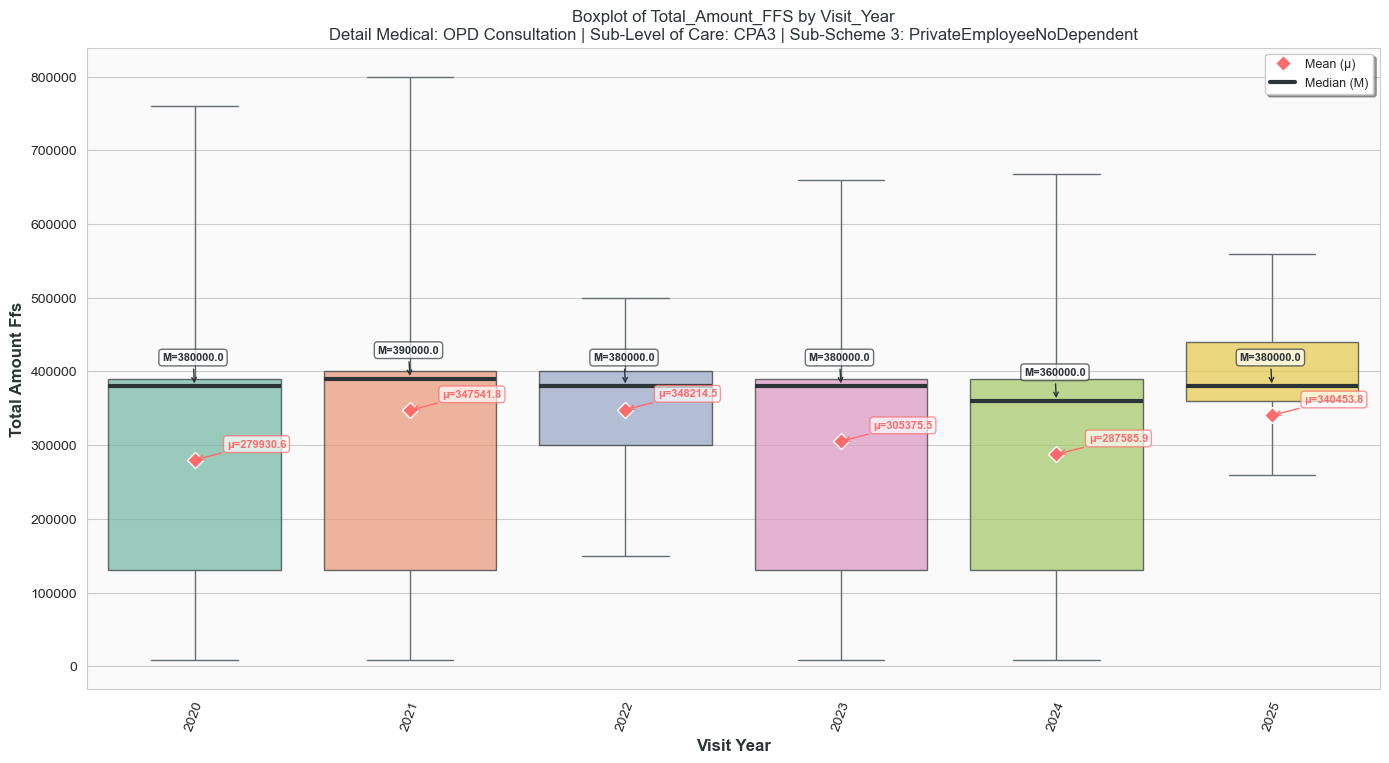 Boxplot of Total_Amount_FFS by Visit_Year
Detail Medical: OPD Consultation | Sub-Level of Care: CPA3 | Sub-Scheme 3: PrivateEmployeeNoDependent
Mean (μ)
Median (M)
Total Amount Ffs
800000
700000
600000
500000
400000
300000
200000
100000
0
M=380000.0
μ=279930.6
M=390000.0
μ=347541.8
M=380000.0
μ=348214.5
M=380000.0
μ=305375.5
M=360000.0
μ=287585.9
M=380000.0
μ=340453.8
2020
2021
2022
2023
2024
2025
Visit Year